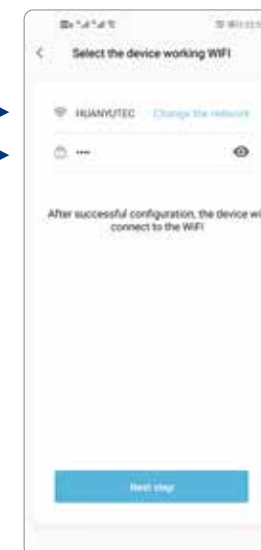 Select the device working WIFI
HUANYUTEC Change the network
After successful configuration, the device wi
connect to the WiFi
Next step